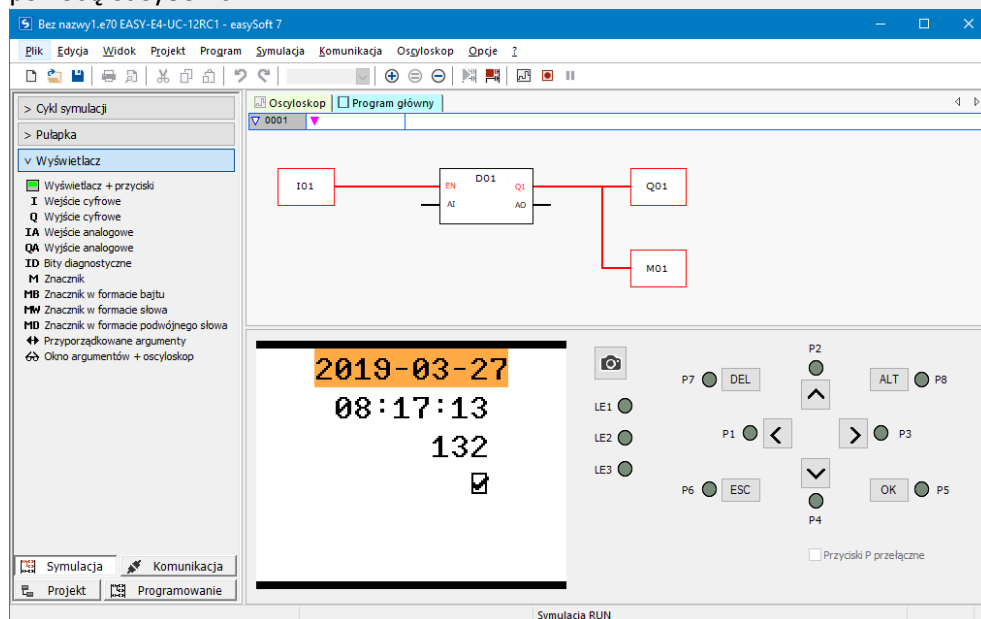 Bez nazwy1.e70 EASY-E4-UC-12RC1 - easySoft 7
Plik Edycja Widok Projekt Program Symulacja Komunikacja Oscyloskop Opcje ?
> Cykl symulacji
> Pułapka
v Wyświetlacz
Wyświetlacz + przyciski
I Wejście cyfrowe
Q Wyjście cyfrowe
IA Wejście analogowe
QA Wyjście analogowe
ID Bity diagnostyczne
M Znacznik
MB Znacznik w formacie bajtu
MW Znacznik w formacie słowa
MD Znacznik w formacie podwójnego słowa
Przyporządkowane argumenty
Okno argumentów + oscyloskop
Symulacja Komunikacja
Projekt Programowanie
Oscyloskop Program główny
0001
I01
D01
EN Q1
AI AO
Q01
M01
2019-03-27
08:17:13
132
LE1
LE2
LE3
P2
P7 DEL
ALT P8
P1
P3
P6 ESC
OK P5
P4
Przyciski P przełączne
Symulacja RUN